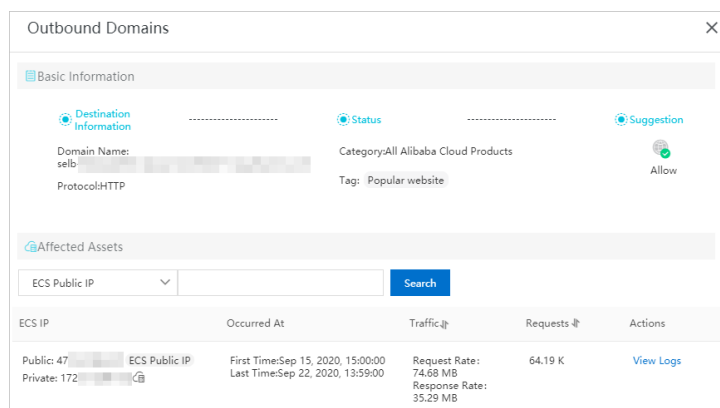 Outbound Domains
Basic Information
Destination
Information
Status
Suggestion
Domain Name:
selb-
Protocol:HTTP
Category:All Alibaba Cloud Products
Tag: Popular website
Allow
Affected Assets
ECS Public IP
Search
ECS IP
Occurred At
Traffic
Requests
Actions
Public: 47 ECS Public IP
Private: 172
First Time:Sep 15, 2020, 15:00:00
Last Time:Sep 22, 2020, 13:59:00
Request Rate:
74.68 MB
Response Rate:
35.29 MB
64.19 K
View Logs